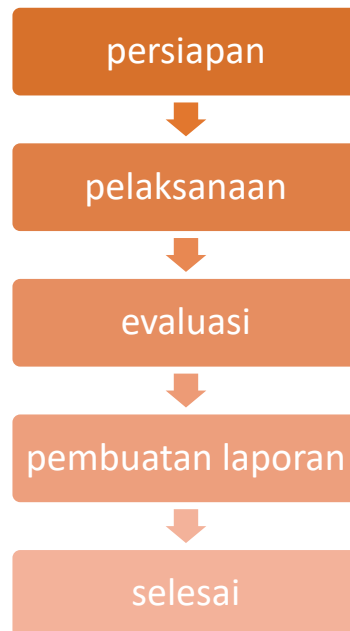 persiapan
pelaksanaan
evaluasi
pembuatan laporan
selesai